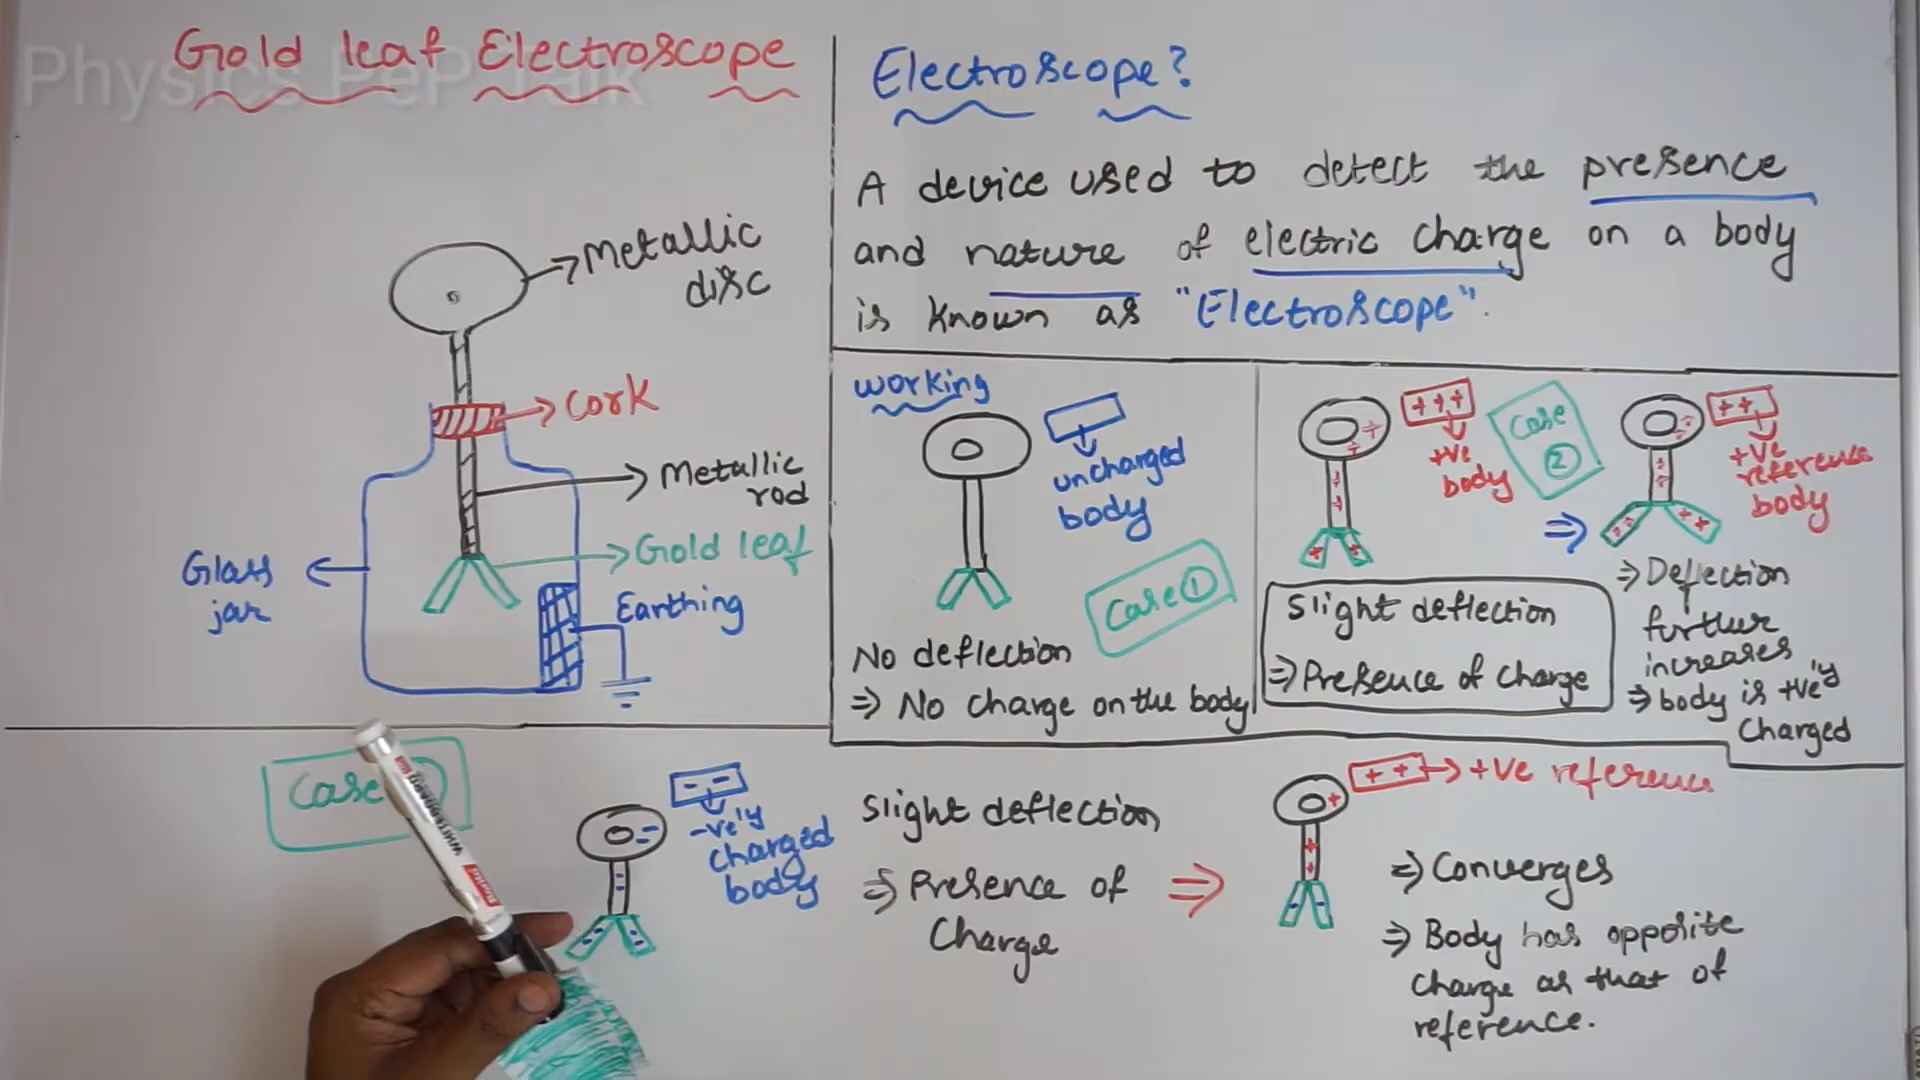 Physics PeP Talk
Gold leaf Electroscope
Metallic
disc
Cork
Metallic
rod
Gold leaf
Glass
jar
Earthing
Electroscope?
A device used to detect the presence
and nature of electric charge on a body
is known as "Electroscope".
working
uncharged
body
Case 1
No deflection
⇒ No charge on the body
+++
+ve
body
Case
2
Slight deflection
⇒ Presence of charge
⇒
++
+ve
reference
body
⇒ Deflection
further
increases
⇒ body is +ve'ly
Charged
Case
- -
-ve'ly
charged
body
Slight deflection
⇒ Presence of
Charge
⇒
++ → +ve reference
⇒ Converges
⇒ Body has opposite
charge as that of
reference.
WHITEBOARD